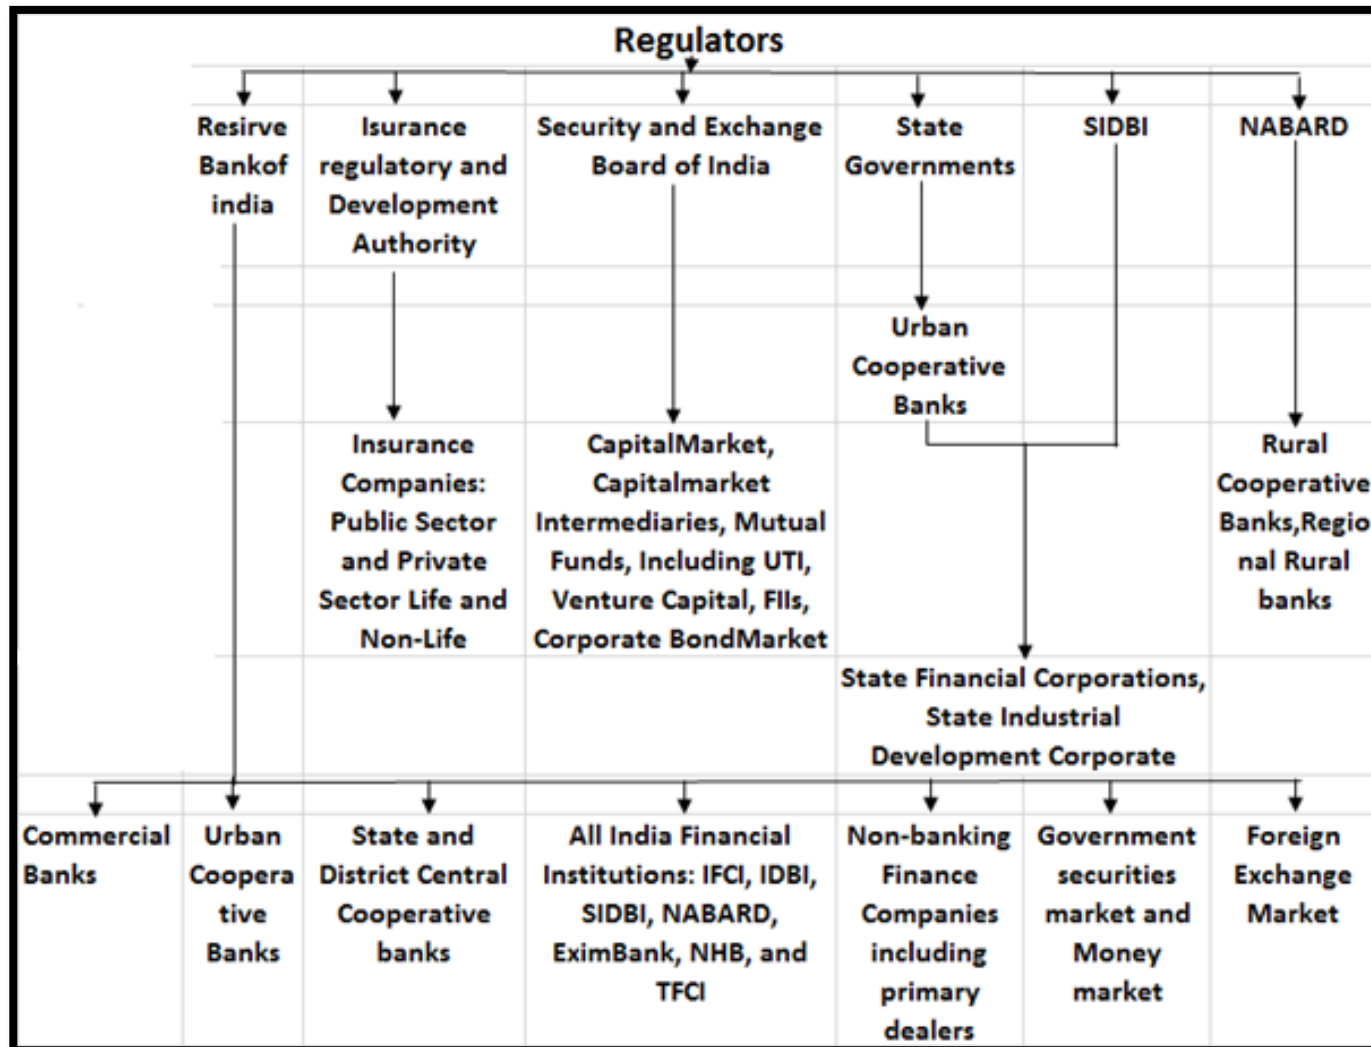 Regulators
Resirve
Bankof
india
Isurance
regulatory and
Development
Authority
Security and Exchange
Board of India
State
Governments
SIDBI
NABARD
Urban
Cooperative
Banks
Insurance
Companies:
Public Sector
and Private
Sector Life and
Non-Life
CapitalMarket,
Capitalmarket
Intermediaries, Mutual
Funds, Including UTI,
Venture Capital, FIIs,
Corporate BondMarket
Rural
Cooperative
Banks,Regio
nal Rural
banks
State Financial Corporations,
State Industrial
Development Corporate
Commercial
Banks
Urban
Coopera
tive
Banks
State and
District Central
Cooperative
banks
All India Financial
Institutions: IFCI, IDBI,
SIDBI, NABARD,
EximBank, NHB, and
TFCI
Non-banking
Finance
Companies
including
primary
dealers
Government
securities
market and
Money
market
Foreign
Exchange
Market